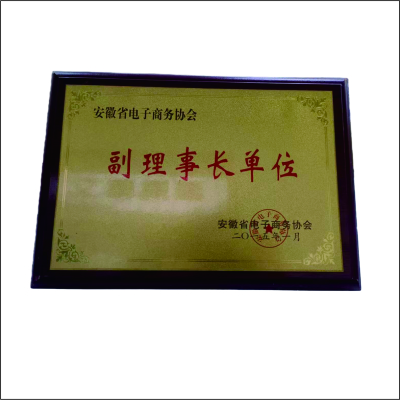 安徽省电子商务协会
副理事长单位
安徽省电子商务协会
二〇一五年一月